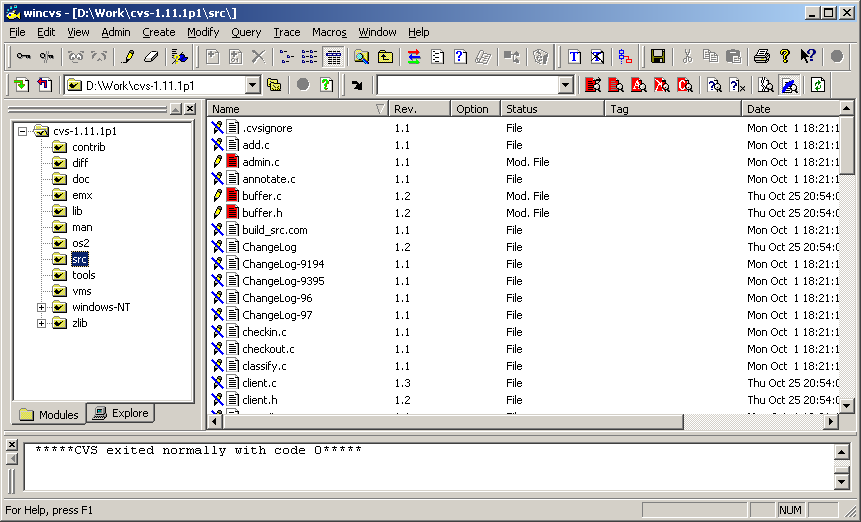 wincvs - [D:\Work\cvs-1.11.1p1\src\]
File Edit View Admin Create Modify Query Trace Macros Window Help
D:\Work\cvs-1.11.1p1
cvs-1.11.1p1
contrib
diff
doc
emx
lib
man
os2
src
tools
vms
windows-NT
zlib
Modules Explore
Name Rev. Option Status Tag Date
.cvsignore 1.1 File Mon Oct 1 18:21:1
add.c 1.1 File Mon Oct 1 18:21:1
admin.c 1.1 Mod. File Mon Oct 1 18:21:1
annotate.c 1.1 File Mon Oct 1 18:21:1
buffer.c 1.2 Mod. File Thu Oct 25 20:54:0
buffer.h 1.2 Mod. File Thu Oct 25 20:54:0
build_src.com 1.1 File Mon Oct 1 18:21:1
ChangeLog 1.2 File Thu Oct 25 20:54:0
ChangeLog-9194 1.1 File Mon Oct 1 18:21:1
ChangeLog-9395 1.1 File Mon Oct 1 18:21:1
ChangeLog-96 1.1 File Mon Oct 1 18:21:1
ChangeLog-97 1.1 File Mon Oct 1 18:21:1
checkin.c 1.1 File Mon Oct 1 18:21:1
checkout.c 1.1 File Mon Oct 1 18:21:1
classify.c 1.1 File Mon Oct 1 18:21:1
client.c 1.3 File Thu Oct 25 20:54:0
client.h 1.2 File Thu Oct 25 20:54:0
*****CVS exited normally with code 0*****
For Help, press F1 NUM